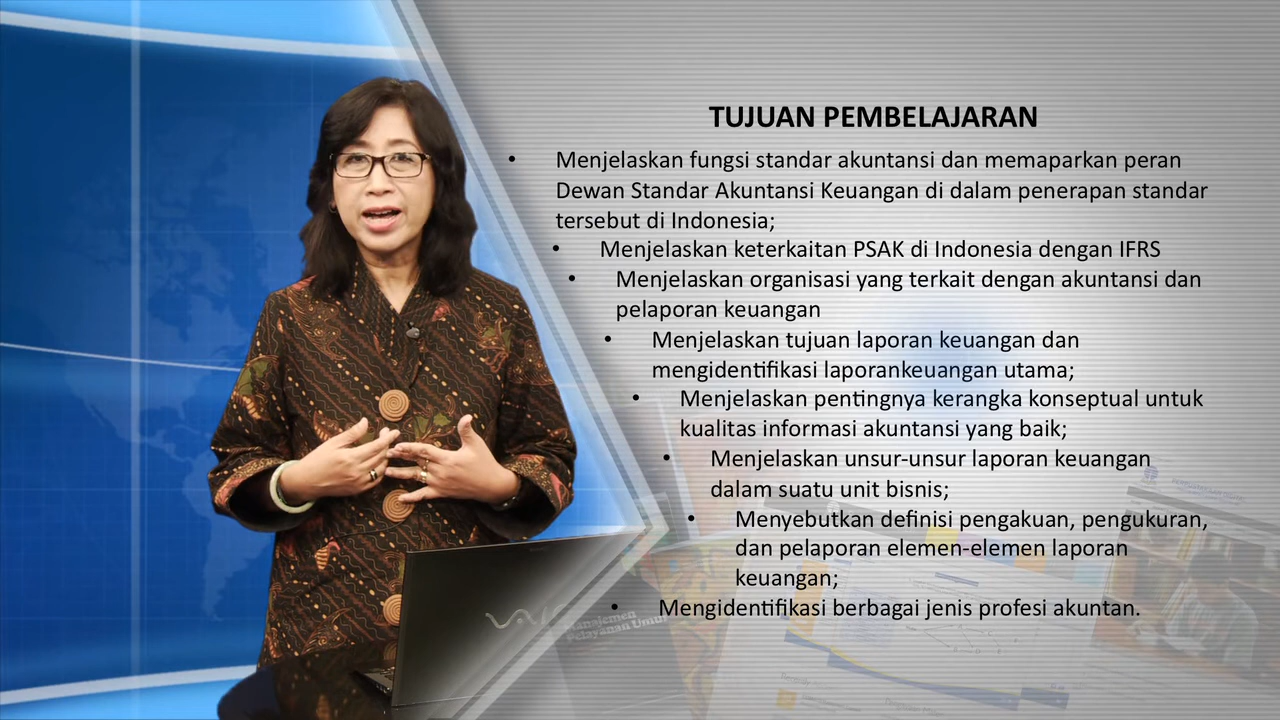 TUJUAN PEMBELAJARAN
• Menjelaskan fungsi standar akuntansi dan memaparkan peran
Dewan Standar Akuntansi Keuangan di dalam penerapan standar
tersebut di Indonesia;
• Menjelaskan keterkaitan PSAK di Indonesia dengan IFRS
• Menjelaskan organisasi yang terkait dengan akuntansi dan
pelaporan keuangan
• Menjelaskan tujuan laporan keuangan dan
mengidentifikasi laporankeuangan utama;
• Menjelaskan pentingnya kerangka konseptual untuk
kualitas informasi akuntansi yang baik;
• Menjelaskan unsur-unsur laporan keuangan
dalam suatu unit bisnis;
• Menyebutkan definisi pengakuan, pengukuran,
dan pelaporan elemen-elemen laporan
keuangan;
• Mengidentifikasi berbagai jenis profesi akuntan.
VAIO
Manajemen
Pelayanan Umum